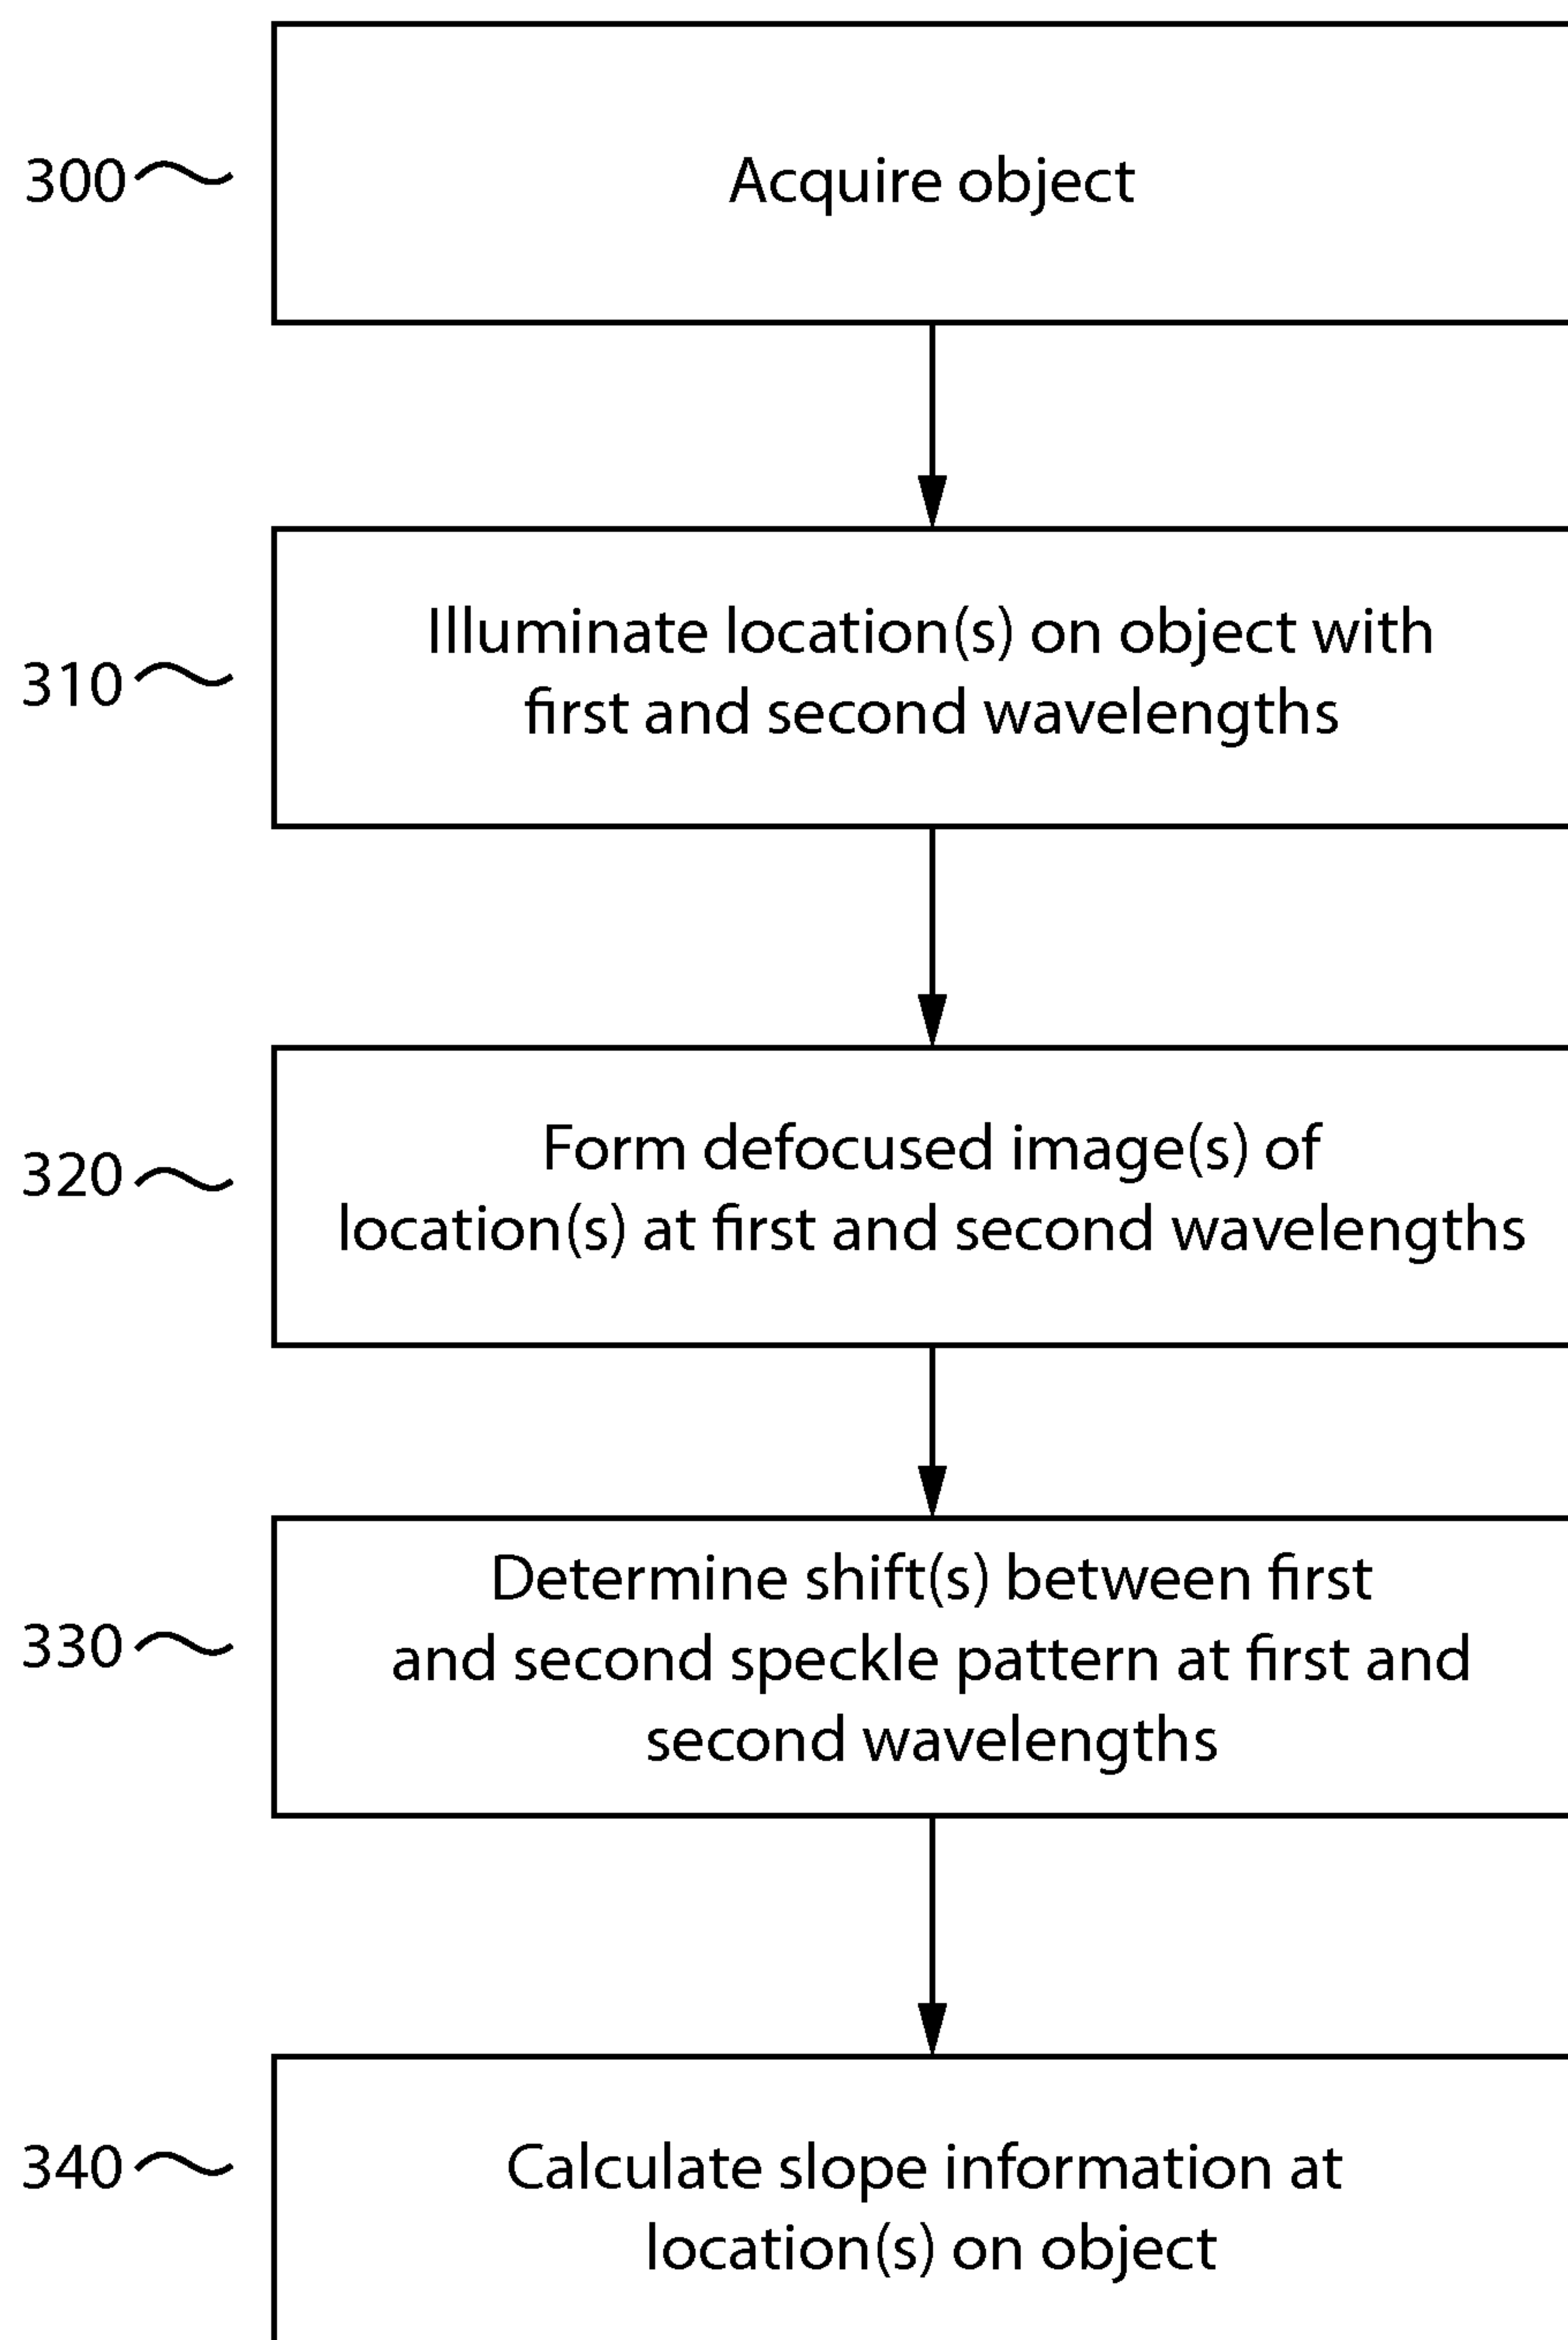 300
Acquire object
310
Illuminate location(s) on object with
first and second wavelengths
320
Form defocused image(s) of
location(s) at first and second wavelengths
330
Determine shift(s) between first
and second speckle pattern at first and
second wavelengths
340
Calculate slope information at
location(s) on object